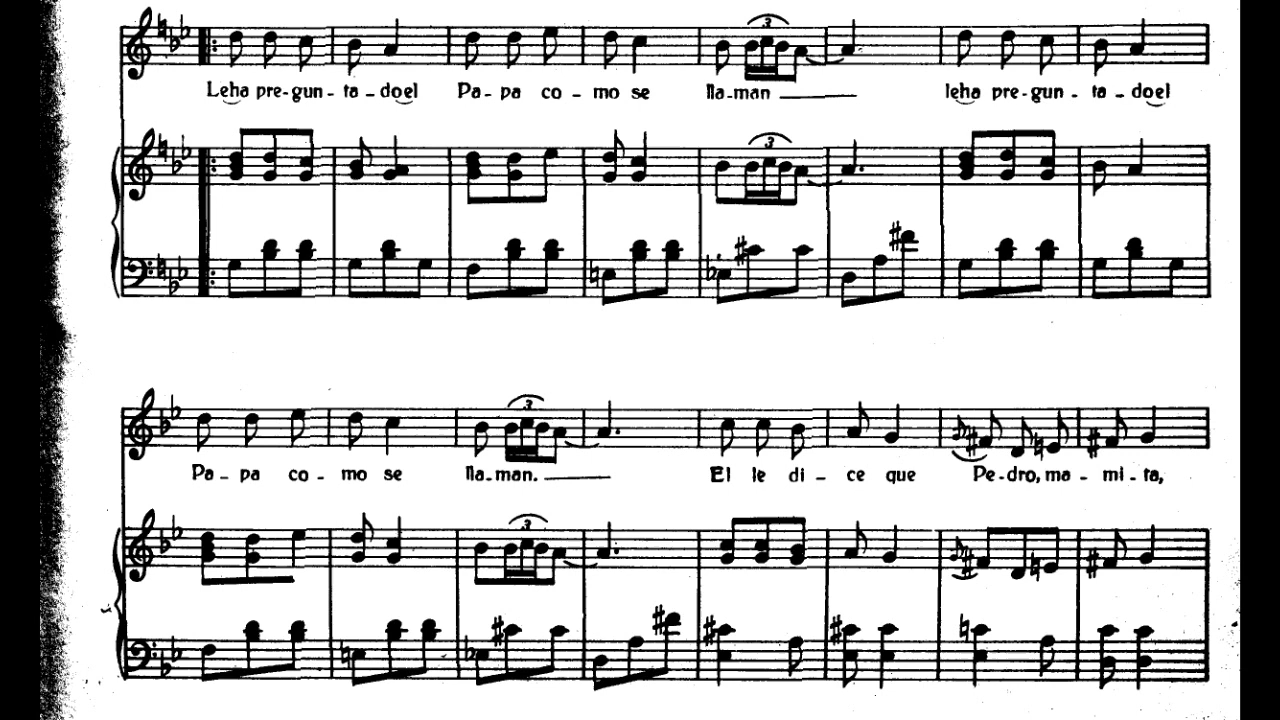 Leha pre-gun-ta-doel Pa-pa co-mo se lla-man leha pre-gun-ta-doel
Pa-pa co-mo se lla-man. El le di-ce que Pe-dro, ma-mi-ta,